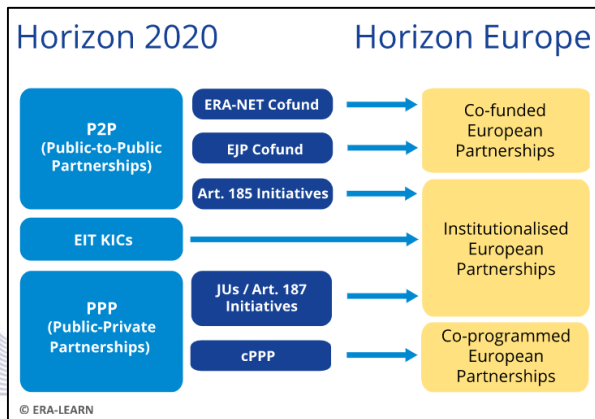 Horizon 2020
Horizon Europe
P2P
(Public-to-Public
Partnerships)
ERA-NET Cofund
EJP Cofund
Art. 185 Initiatives
Co-funded
European
Partnerships
EIT KICs
Institutionalised
European
Partnerships
PPP
(Public-Private
Partnerships)
JUs / Art. 187
Initiatives
cPPP
Co-programmed
European
Partnerships
© ERA-LEARN